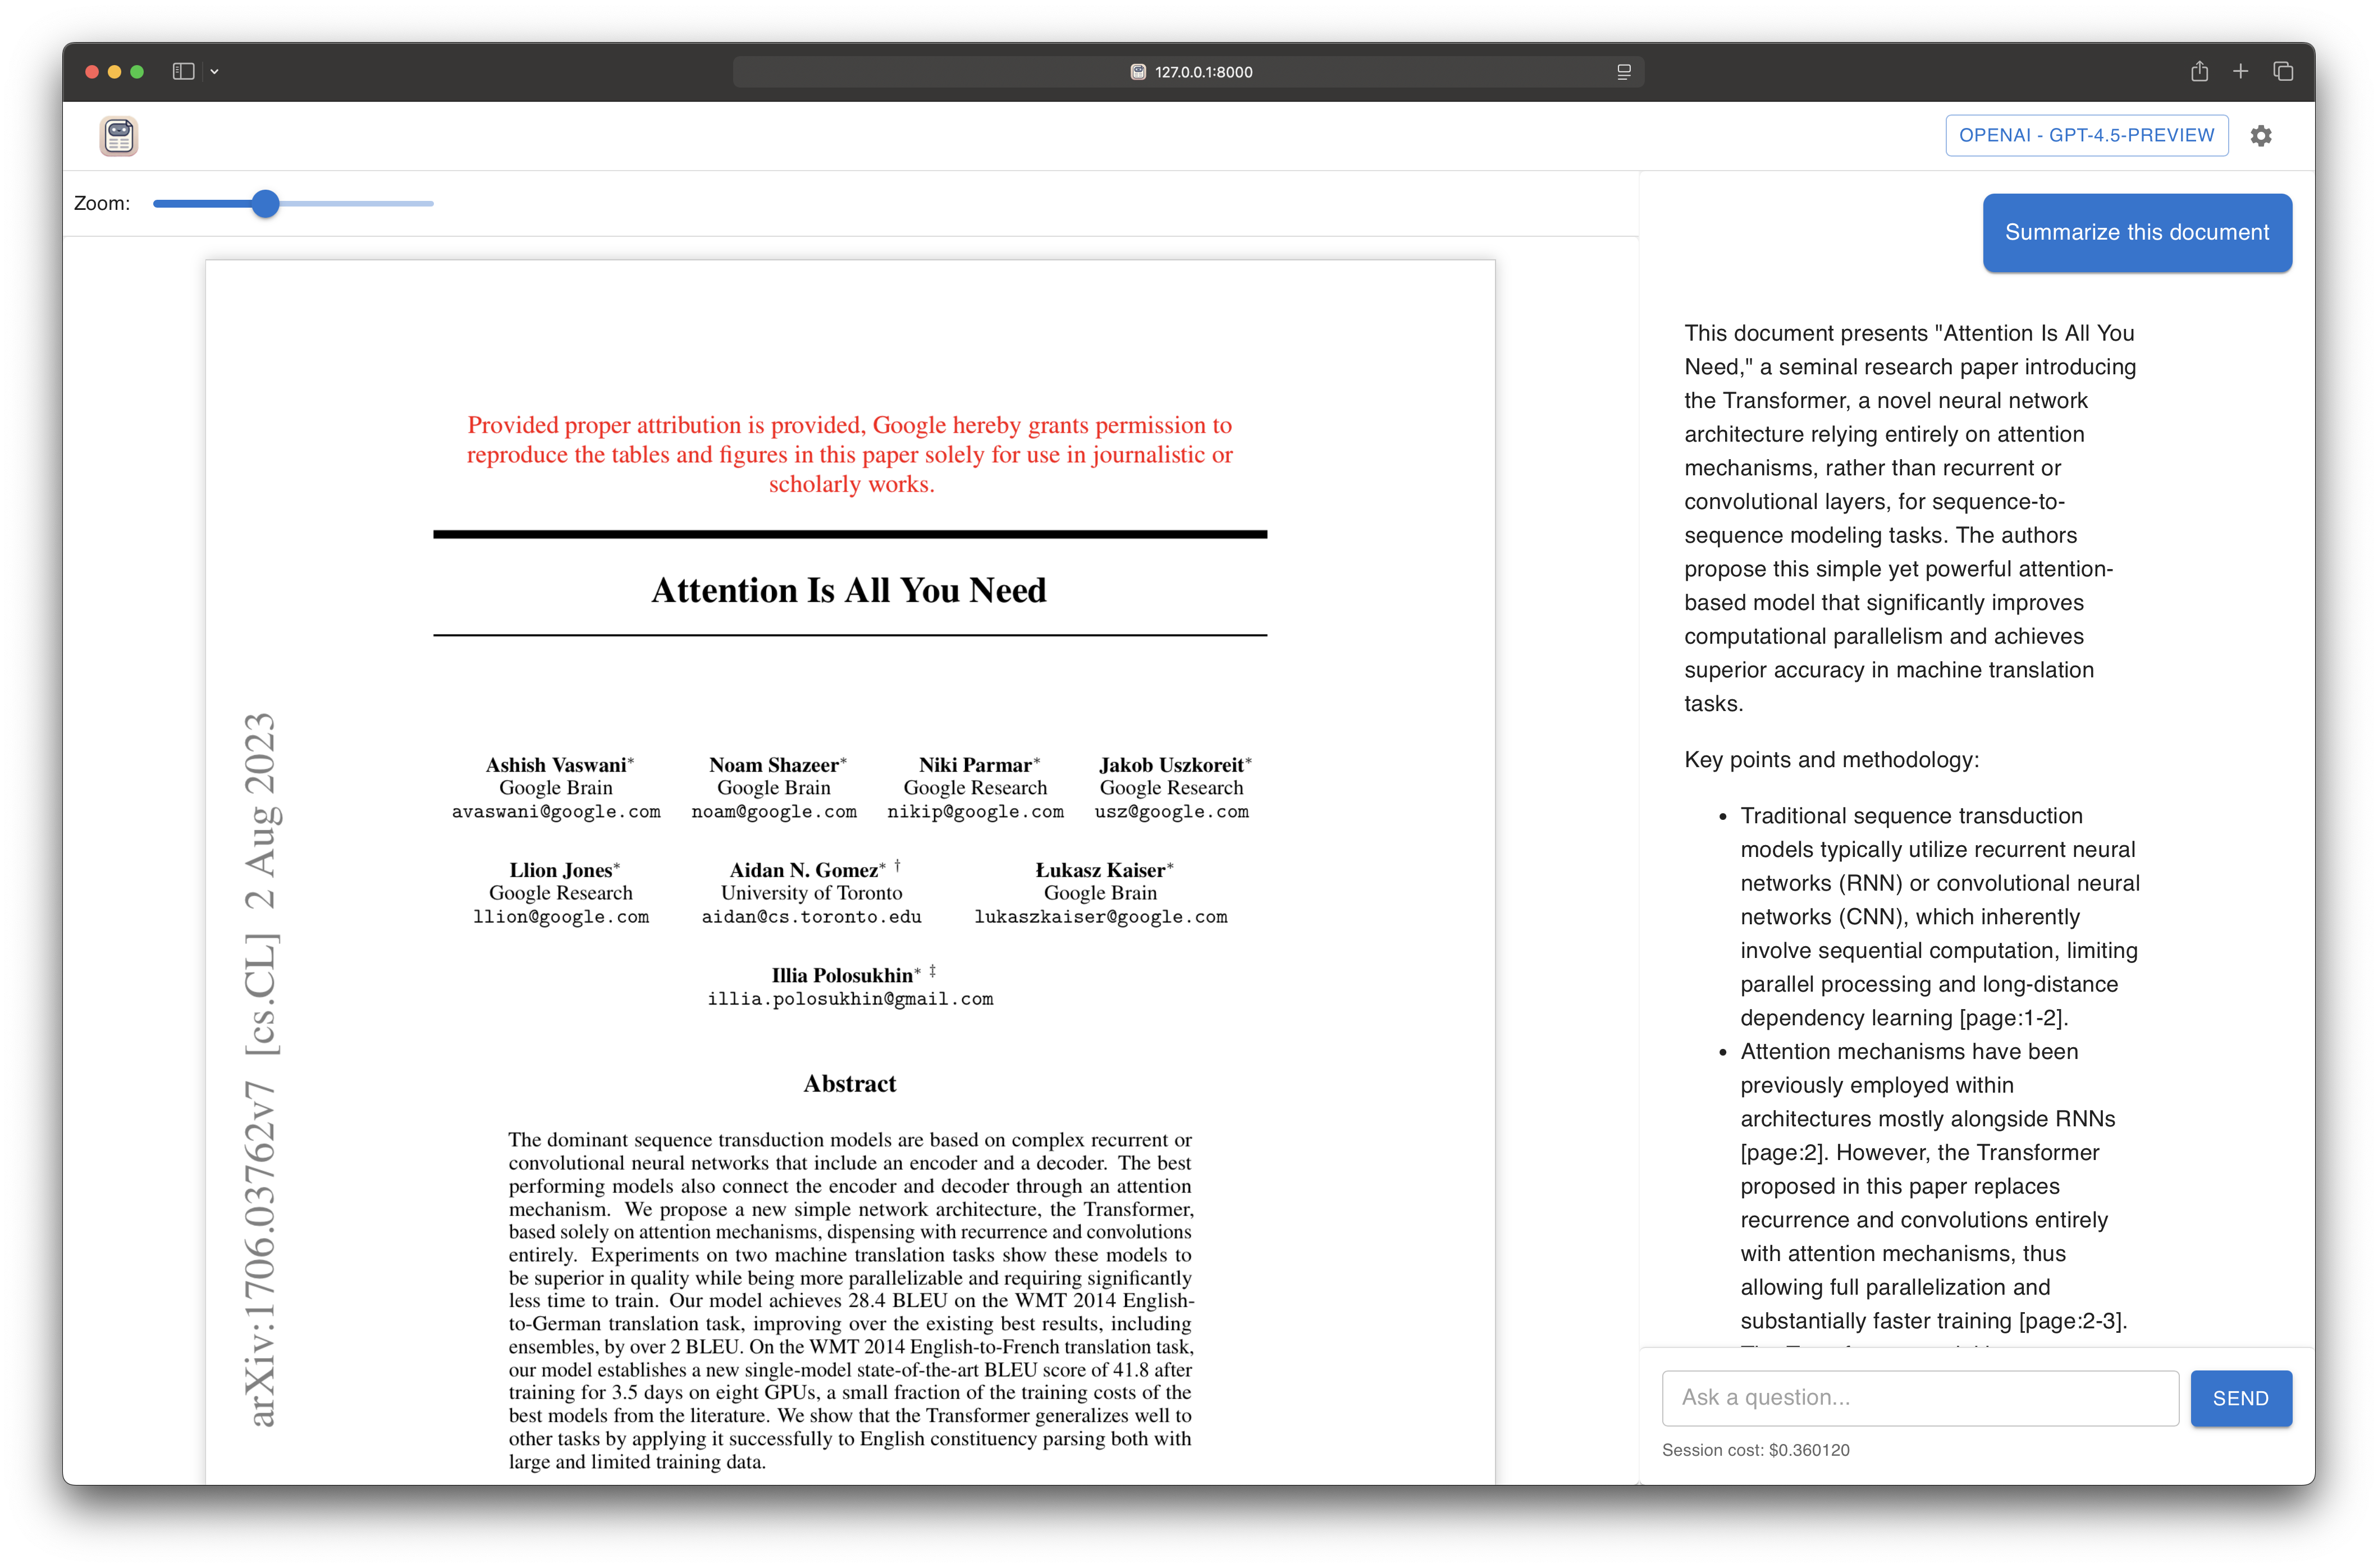 127.0.0.1:8000
OPENAI - GPT-4.5-PREVIEW
Zoom:
Provided proper attribution is provided, Google hereby grants permission to
reproduce the tables and figures in this paper solely for use in journalistic or
scholarly works.
Attention Is All You Need
arXiv:1706.03762v7 [cs.CL] 2 Aug 2023
Ashish Vaswani* Noam Shazeer* Niki Parmar* Jakob Uszkoreit*
Google Brain Google Brain Google Research Google Research
avaswani@google.com noam@google.com nikip@google.com usz@google.com
Llion Jones* Aidan N. Gomez* † Łukasz Kaiser*
Google Research University of Toronto Google Brain
llion@google.com aidan@cs.toronto.edu lukaszkaiser@google.com
Illia Polosukhin* ‡
illia.polosukhin@gmail.com
Abstract
The dominant sequence transduction models are based on complex recurrent or
convolutional neural networks that include an encoder and a decoder. The best
performing models also connect the encoder and decoder through an attention
mechanism. We propose a new simple network architecture, the Transformer,
based solely on attention mechanisms, dispensing with recurrence and convolutions
entirely. Experiments on two machine translation tasks show these models to
be superior in quality while being more parallelizable and requiring significantly
less time to train. Our model achieves 28.4 BLEU on the WMT 2014 English-
to-German translation task, improving over the existing best results, including
ensembles, by over 2 BLEU. On the WMT 2014 English-to-French translation task,
our model establishes a new single-model state-of-the-art BLEU score of 41.8 after
training for 3.5 days on eight GPUs, a small fraction of the training costs of the
best models from the literature. We show that the Transformer generalizes well to
other tasks by applying it successfully to English constituency parsing both with
large and limited training data.
Summarize this document
This document presents "Attention Is All You
Need," a seminal research paper introducing
the Transformer, a novel neural network
architecture relying entirely on attention
mechanisms, rather than recurrent or
convolutional layers, for sequence-to-
sequence modeling tasks. The authors
propose this simple yet powerful attention-
based model that significantly improves
computational parallelism and achieves
superior accuracy in machine translation
tasks.
Key points and methodology:
• Traditional sequence transduction
models typically utilize recurrent neural
networks (RNN) or convolutional neural
networks (CNN), which inherently
involve sequential computation, limiting
parallel processing and long-distance
dependency learning [page:1-2].
• Attention mechanisms have been
previously employed within
architectures mostly alongside RNNs
[page:2]. However, the Transformer
proposed in this paper replaces
recurrence and convolutions entirely
with attention mechanisms, thus
allowing full parallelization and
substantially faster training [page:2-3].
Ask a question...
SEND
Session cost: $0.360120